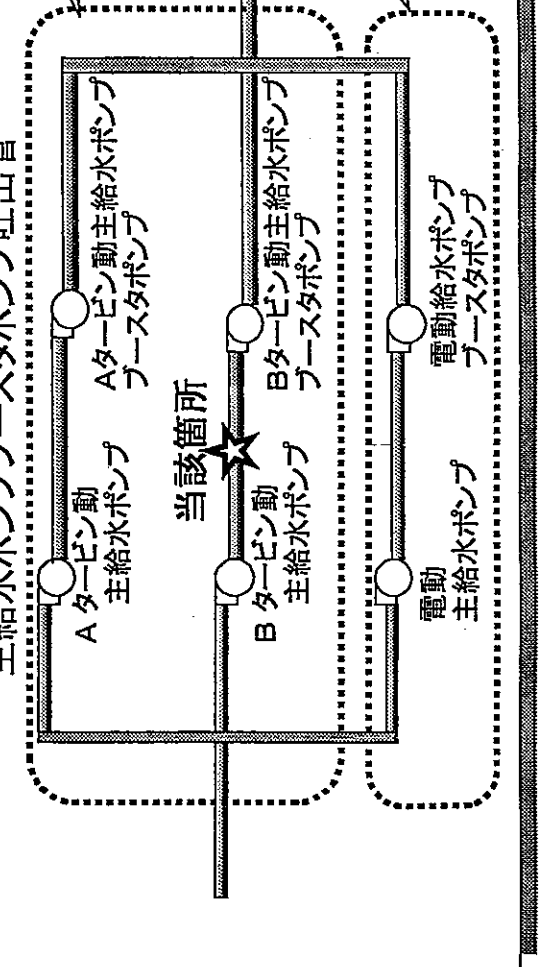 主給水ポンプブースタポンプ吐出管
Aタービン動
主給水ポンプ
Aタービン動主給水ポンプ
ブースタポンプ
当該箇所
Bタービン動
主給水ポンプ
Bタービン動主給水ポンプ
ブースタポンプ
電動
主給水ポンプ
電動給水ポンプ
ブースタポンプ